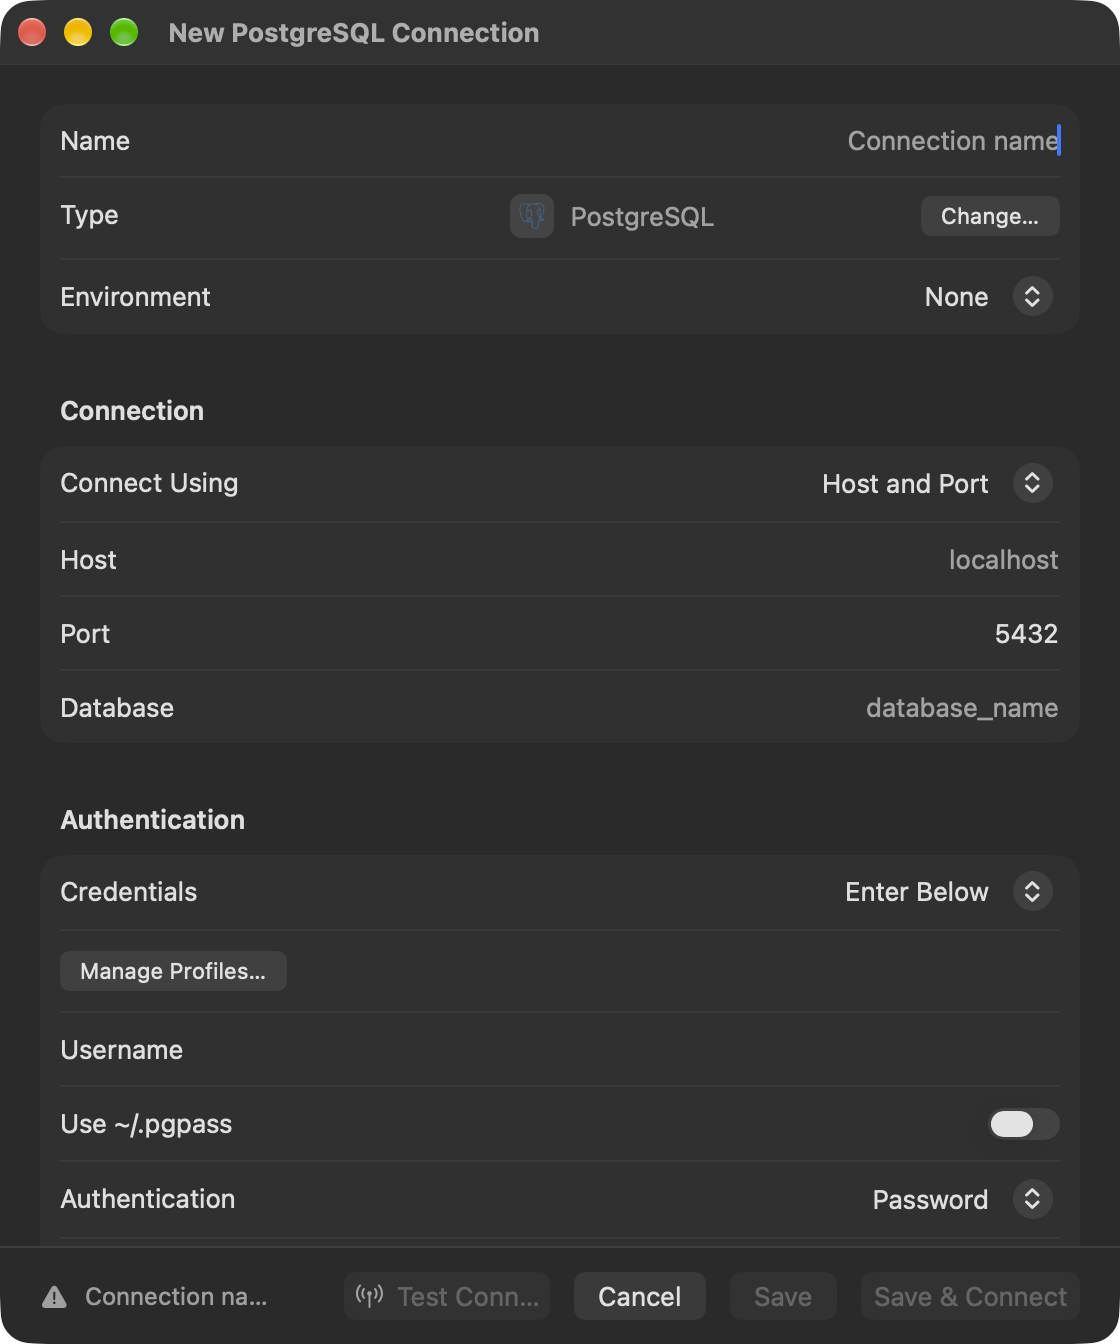 New PostgreSQL Connection
Name Connection name
Type PostgreSQL Change...
Environment None
Connection
Connect Using Host and Port
Host localhost
Port 5432
Database database_name
Authentication
Credentials Enter Below
Manage Profiles...
Username
Use ~/.pgpass
Authentication Password
Connection na... Test Conn... Cancel Save Save & Connect